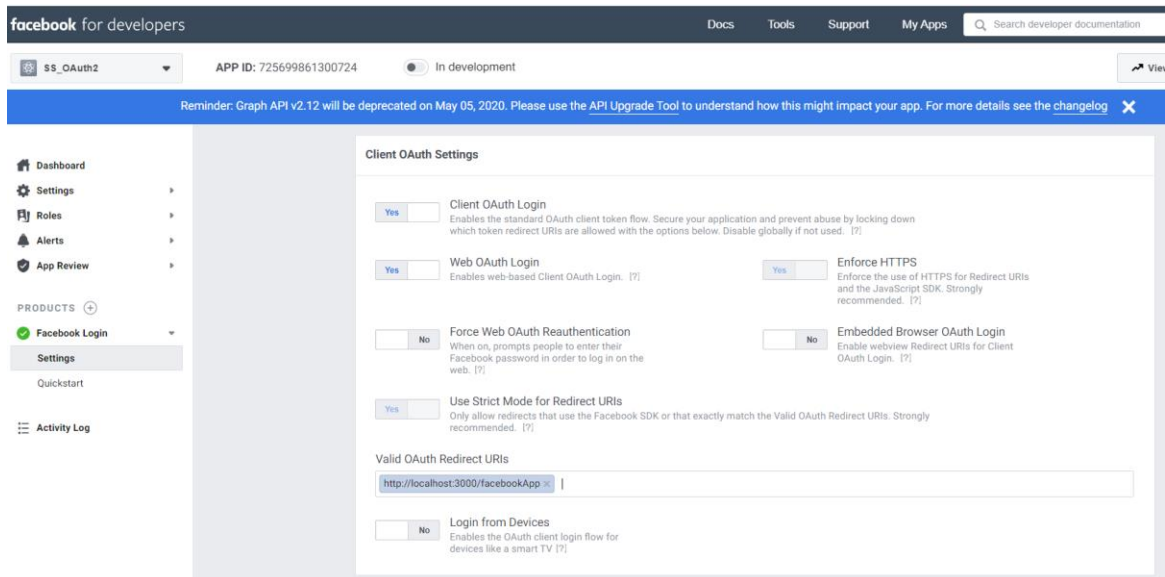 facebook for developers
Docs
Tools
Support
My Apps
Search developer documentation
SS_OAuth2
APP ID: 725699861300724
In development
View
Reminder: Graph API v2.12 will be deprecated on May 05, 2020. Please use the API Upgrade Tool to understand how this might impact your app. For more details see the changelog
Dashboard
Settings
Roles
Alerts
App Review
PRODUCTS
Facebook Login
Settings
Quickstart
Activity Log
Client OAuth Settings
Yes
Client OAuth Login
Enables the standard OAuth client token flow. Secure your application and prevent abuse by locking down
which token redirect URIs are allowed with the options below. Disable globally if not used. [?]
Yes
Web OAuth Login
Enables web-based Client OAuth Login. [?]
Yes
Enforce HTTPS
Enforce the use of HTTPS for Redirect URIs
and the JavaScript SDK. Strongly
recommended. [?]
No
Force Web OAuth Reauthentication
When on, prompts people to enter their
Facebook password in order to log in on the
web. [?]
No
Embedded Browser OAuth Login
Enable webview Redirect URIs for Client
OAuth Login. [?]
Yes
Use Strict Mode for Redirect URIs
Only allow redirects that use the Facebook SDK or that exactly match the Valid OAuth Redirect URIs. Strongly
recommended. [?]
Valid OAuth Redirect URIs
http://localhost:3000/facebookApp
No
Login from Devices
Enables the OAuth client login flow for
devices like a smart TV [?]